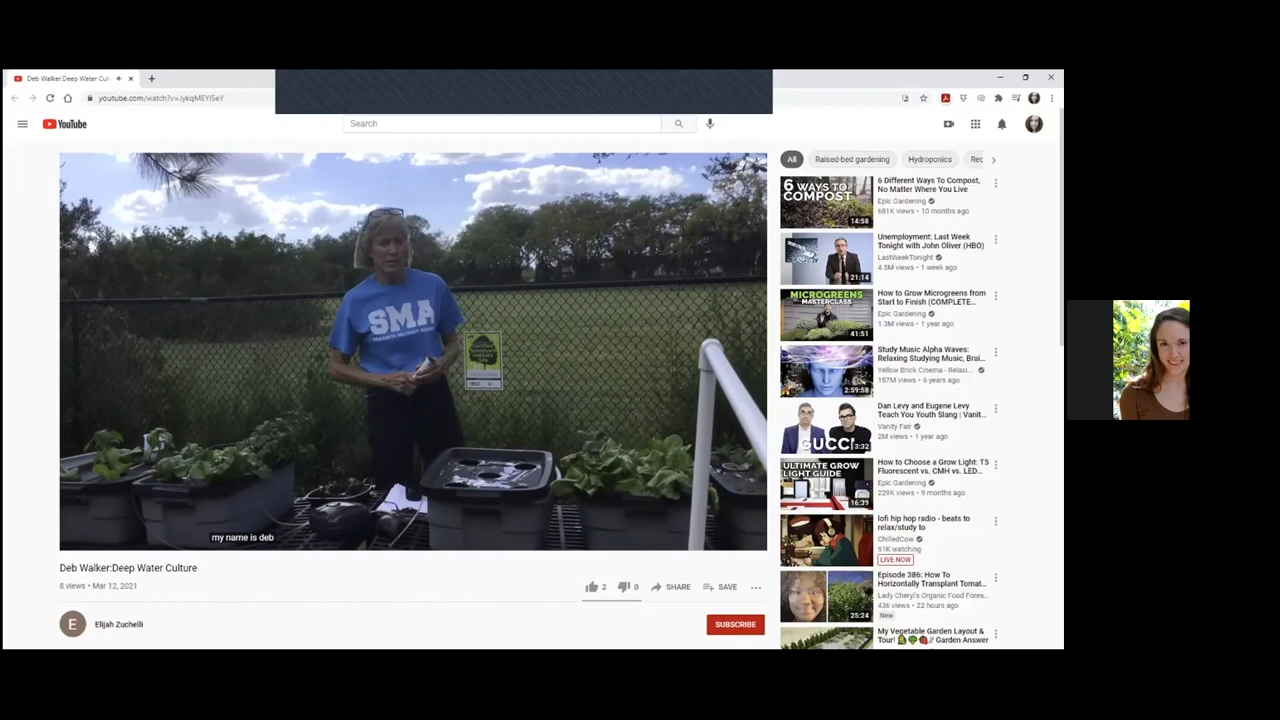 Deb Walker:Deep Water Cul
youtube.com/watch?v=JykqMEYl5eY
YouTube
Search
All
Raised-bed gardening
Hydroponics
Rec
SMA
SARASOTA MILITARY ACADEMY
Certified
my name is deb
Deb Walker:Deep Water Culture
8 views • Mar 12, 2021
2
0
SHARE
SAVE
E
Elijah Zuchelli
SUBSCRIBE
6 WAYS TO
COMPOST
14:58
6 Different Ways To Compost,
No Matter Where You Live
Epic Gardening
681K views • 10 months ago
21:14
Unemployment: Last Week
Tonight with John Oliver (HBO)
LastWeekTonight
4.5M views • 1 week ago
MICROGREENS
MASTERCLASS
41:51
How to Grow Microgreens from
Start to Finish (COMPLETE...
Epic Gardening
1.3M views • 1 year ago
2:59:58
Study Music Alpha Waves:
Relaxing Studying Music, Brai...
Yellow Brick Cinema - Relaxi...
157M views • 6 years ago
GUCCI
3:32
Dan Levy and Eugene Levy
Teach You Youth Slang | Vanit...
Vanity Fair
2M views • 1 year ago
ULTIMATE GROW
LIGHT GUIDE
16:39
How to Choose a Grow Light: T5
Fluorescent vs. CMH vs. LED...
Epic Gardening
229K views • 9 months ago
lofi hip hop radio - beats to
relax/study to
ChilledCow
51K watching
LIVE NOW
25:24
Episode 386: How To
Horizontally Transplant Tomat...
Lady Cheryl's Organic Food Fores...
436 views • 22 hours ago
New
My Vegetable Garden Layout &
Tour! // Garden Answer